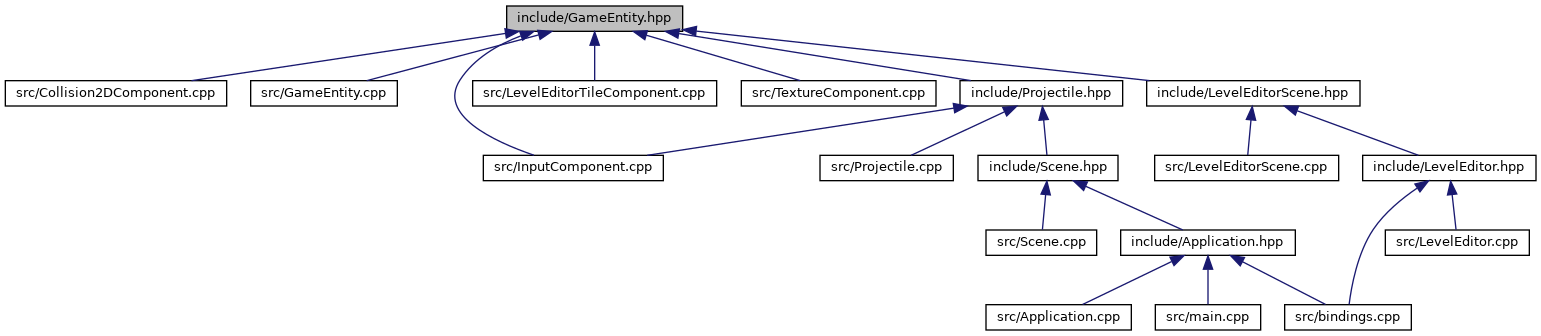 include/GameEntity.hpp
src/Collision2DComponent.cpp
src/GameEntity.cpp
src/LevelEditorTileComponent.cpp
src/TextureComponent.cpp
include/Projectile.hpp
include/LevelEditorScene.hpp
src/InputComponent.cpp
src/Projectile.cpp
include/Scene.hpp
src/LevelEditorScene.cpp
include/LevelEditor.hpp
src/Scene.cpp
include/Application.hpp
src/LevelEditor.cpp
src/Application.cpp
src/main.cpp
src/bindings.cpp